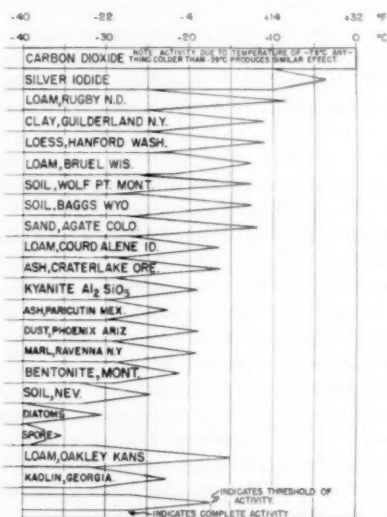 -40 -22 -4 +14 +32 °F
-40 -30 -20 -10 0 °C
CARBON DIOXIDE NOTE: ACTIVITY DUE TO TEMPERATURE OF -78°C ANY-
THING COLDER THAN -39°C PRODUCES SIMILAR EFFECT.
SILVER IODIDE
LOAM, RUGBY N.D.
CLAY, GUILDERLAND N.Y.
LOESS, HANFORD WASH.
LOAM, BRUEL WIS.
SOIL, WOLF PT. MONT.
SOIL, BAGGS WYO
SAND, AGATE COLO.
LOAM, COURD ALENE ID.
ASH, CRATERLAKE ORE.
KYANITE Al₂ SiO₅
ASH, PARICUTIN MEX.
DUST, PHOENIX ARIZ
MARL, RAVENNA N.Y
BENTONITE, MONT.
SOIL, NEV.
DIATOMS
SPORE
LOAM, OAKLEY KANS.
KAOLIN, GEORGIA.
INDICATES THRESHOLD OF
ACTIVITY.
INDICATES COMPLETE ACTIVITY